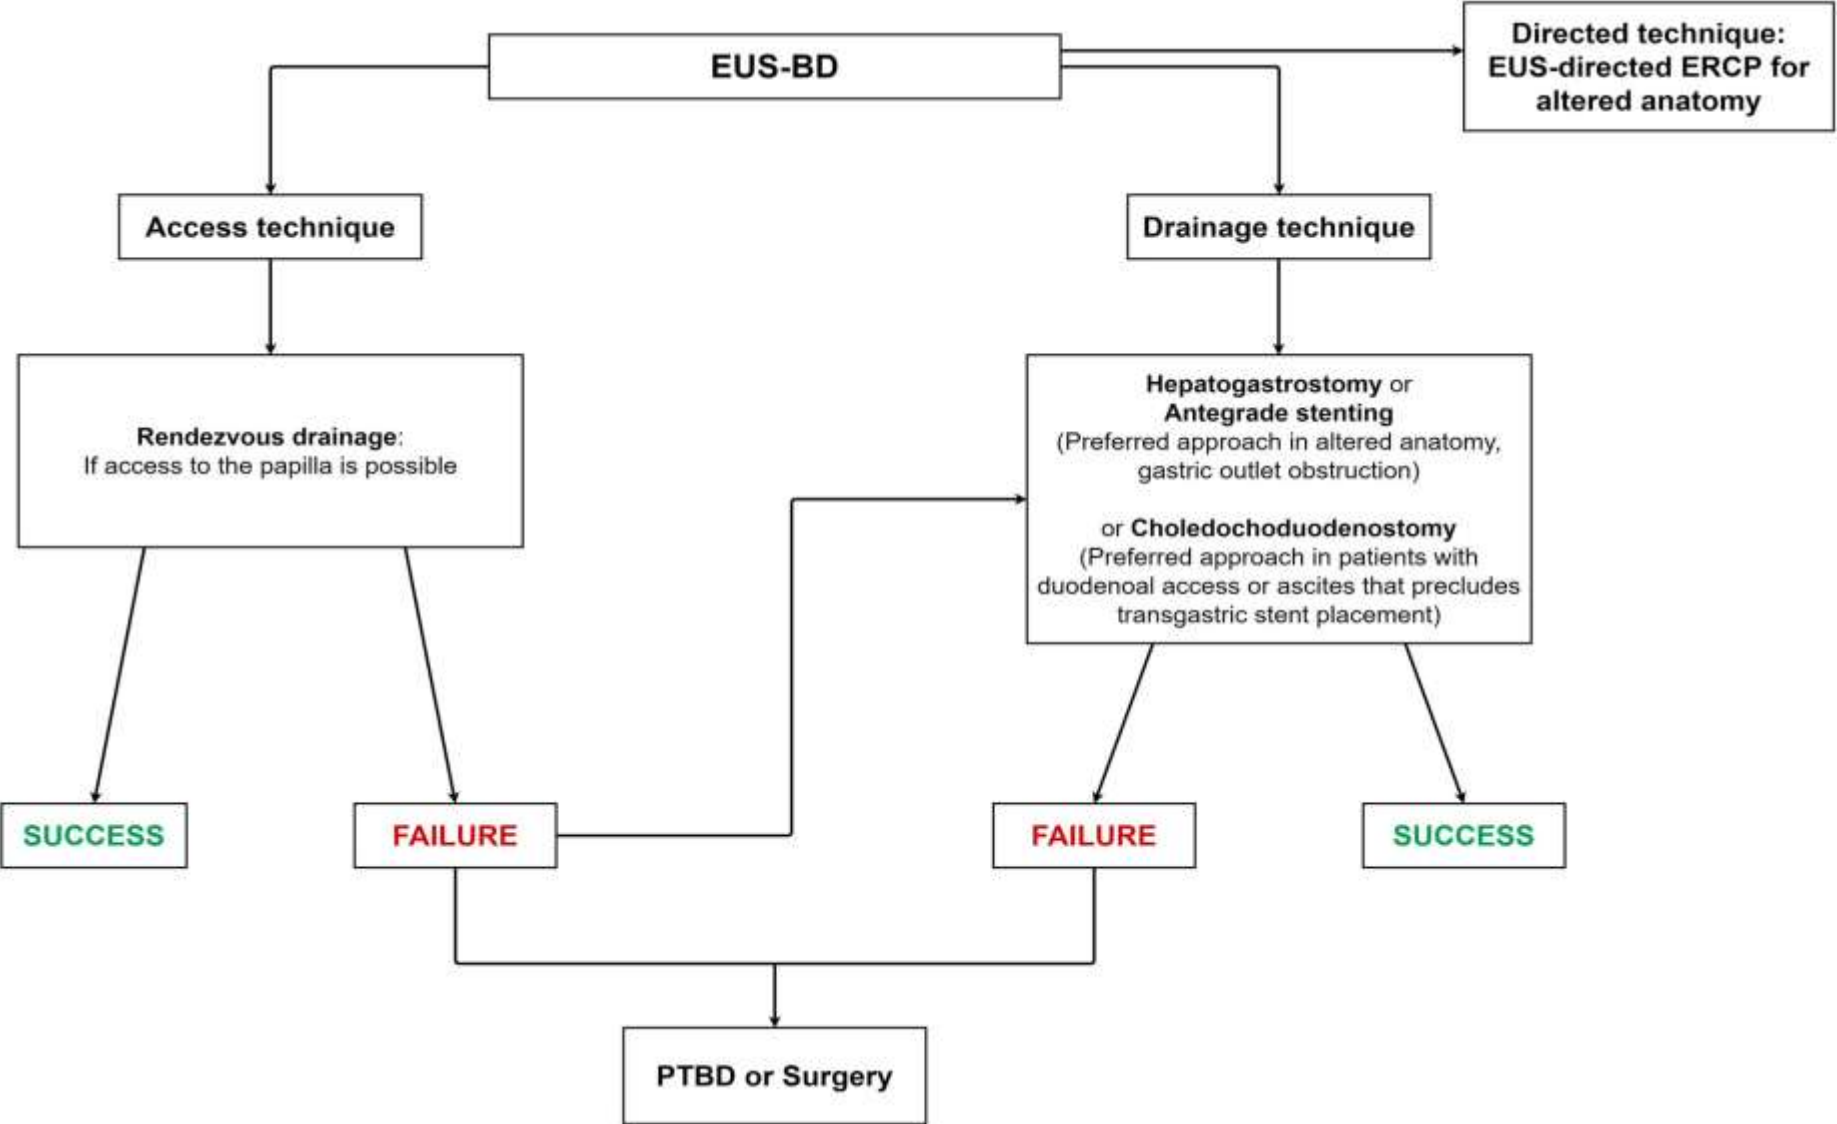 EUS-BD
Directed technique:
EUS-directed ERCP for
altered anatomy
Access technique
Drainage technique
Rendezvous drainage:
If access to the papilla is possible
Hepatogastrostomy or
Antegrade stenting
(Preferred approach in altered anatomy,
gastric outlet obstruction)
or Choledochoduodenostomy
(Preferred approach in patients with
duodenoal access or ascites that precludes
transgastric stent placement)
SUCCESS
FAILURE
FAILURE
SUCCESS
PTBD or Surgery